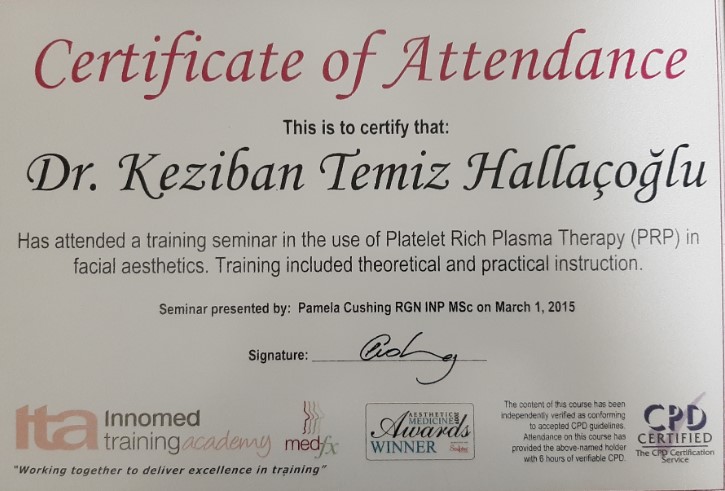 Certificate of Attendance
This is to certify that:
Dr. Keziban Temiz Hallaçoğlu
Has attended a training seminar in the use of Platelet Rich Plasma Therapy (PRP) in
facial aesthetics. Training included theoretical and practical instruction.
Seminar presented by: Pamela Cushing RGN INP MSc on March 1, 2015
Signature:
ita Innomed
training academy
medfx
AESTHETIC
MEDICINE
Awards
WINNER
The content of this course has been
independently verified as conforming
to accepted CPD guidelines.
Attendance on this course has
provided the above-named holder
with 6 hours of verifiable CPD.
CPD
CERTIFIED
The CPD Certification
Service
"Working together to deliver excellence in training"